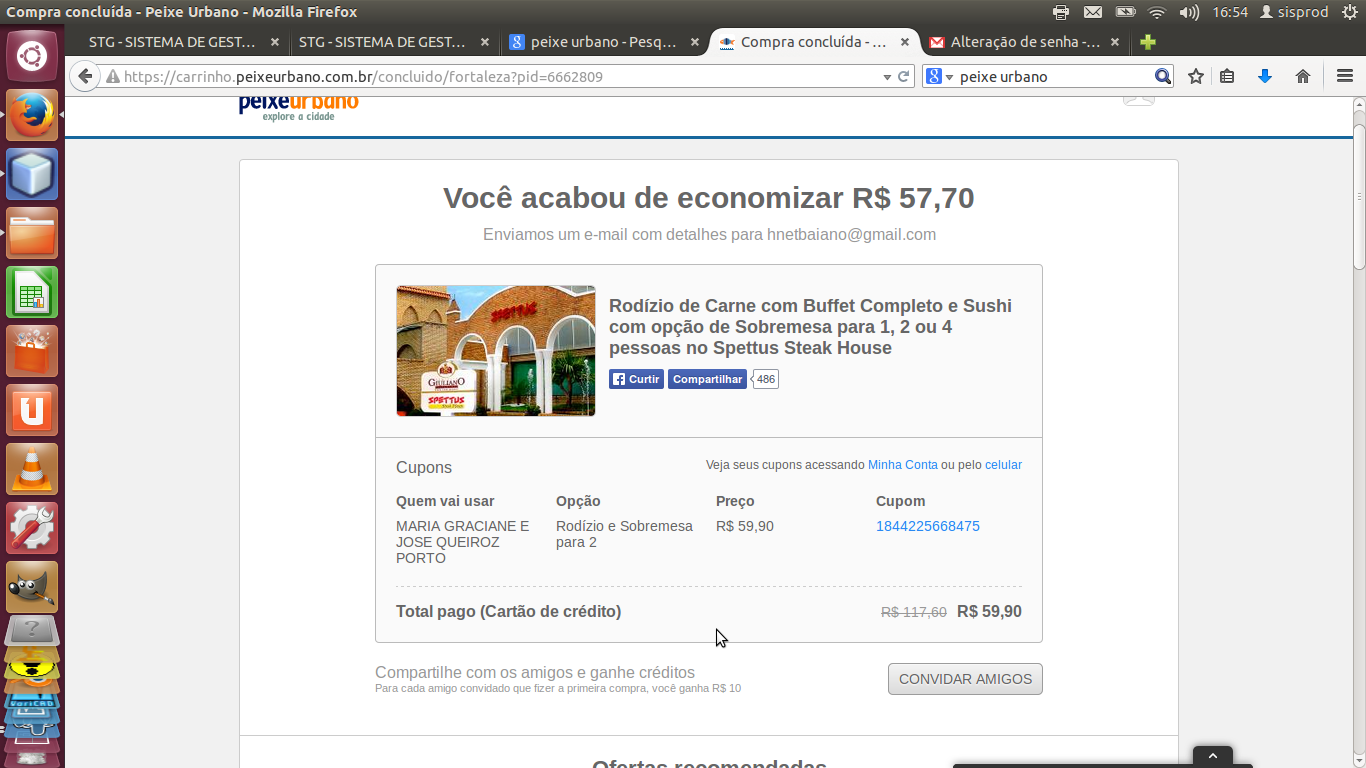 Compra concluída - Peixe Urbano - Mozilla Firefox
16:54
sisprod
STG - SISTEMA DE GEST...
STG - SISTEMA DE GEST...
peixe urbano - Pesq...
Compra concluída - ...
Alteração de senha -...
https://carrinho.peixeurbano.com.br/concluido/fortaleza?pid=6662809
peixe urbano
peixeurbano
explore a cidade
Você acabou de economizar R$ 57,70
Enviamos um e-mail com detalhes para hnetbaiano@gmail.com
SPETTUS
GIULIANO
SPETTUS
Rodízio de Carne com Buffet Completo e Sushi
com opção de Sobremesa para 1, 2 ou 4
pessoas no Spettus Steak House
Curtir
Compartilhar
486
Cupons
Veja seus cupons acessando Minha Conta ou pelo celular
Quem vai usar Opção Preço Cupom
MARIA GRACIANE E Rodízio e Sobremesa R$ 59,90 1844225668475
JOSE QUEIROZ para 2
PORTO
Total pago (Cartão de crédito) R$ 117,60 R$ 59,90
Compartilhe com os amigos e ganhe créditos
Para cada amigo convidado que fizer a primeira compra, você ganha R$ 10
CONVIDAR AMIGOS
Ofertas recomendadas